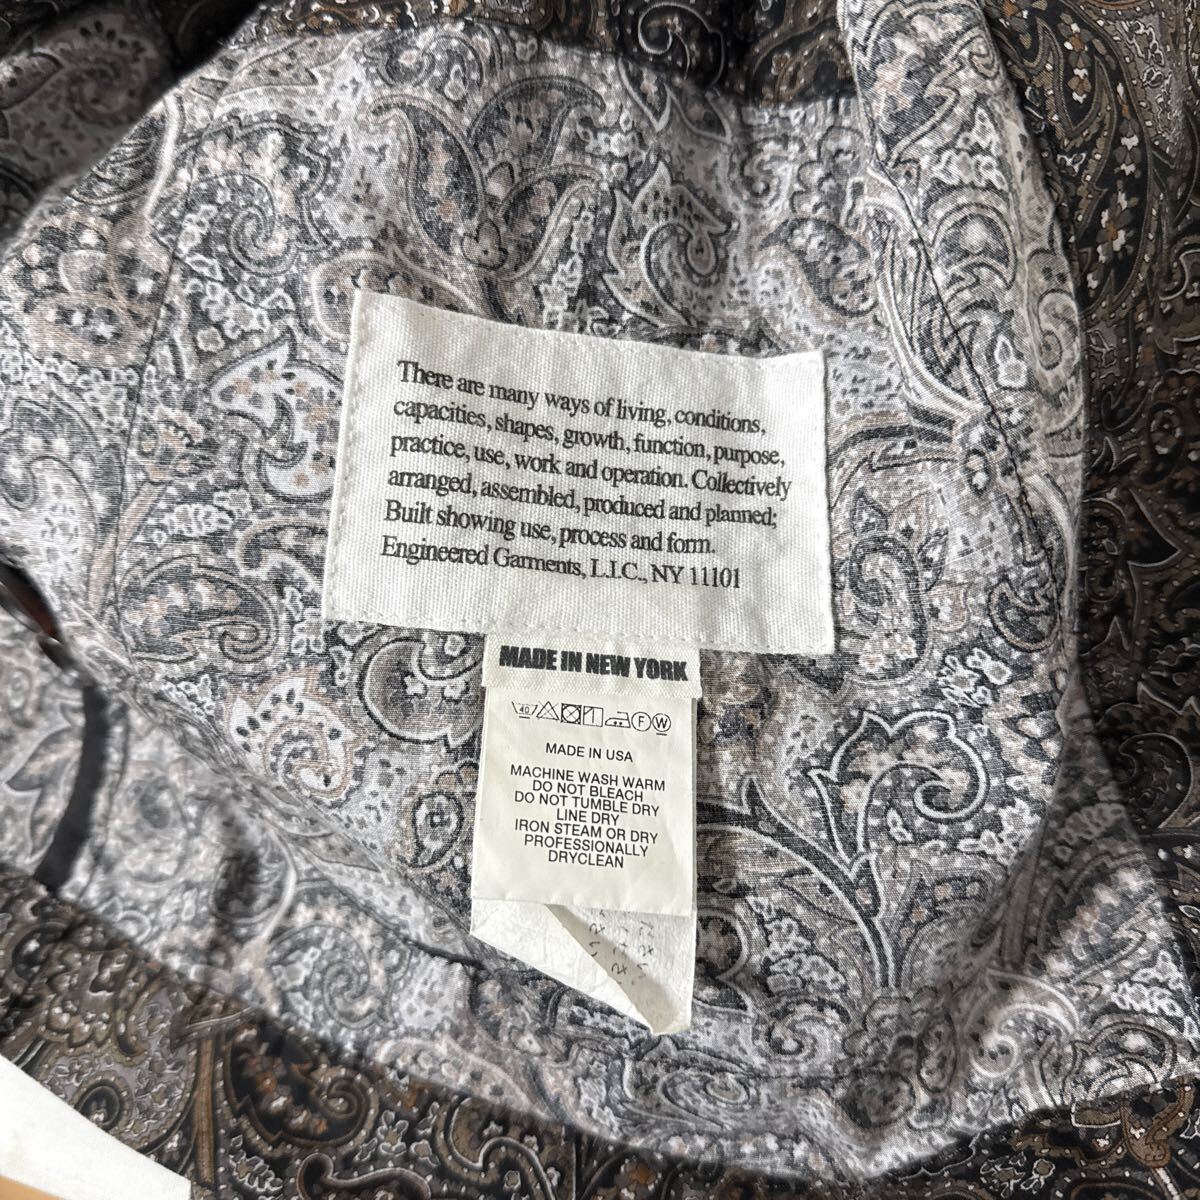 There are many ways of living, conditions,
capacities, shapes, growth, function, purpose,
practice, use, work and operation. Collectively
arranged, assembled, produced and planned;
Built showing use, process and form.
Engineered Garments, L.I.C., NY 11101
MADE IN NEW YORK
40 F W
MADE IN USA
MACHINE WASH WARM
DO NOT BLEACH
DO NOT TUMBLE DRY
LINE DRY
IRON STEAM OR DRY
PROFESSIONALLY
DRYCLEAN